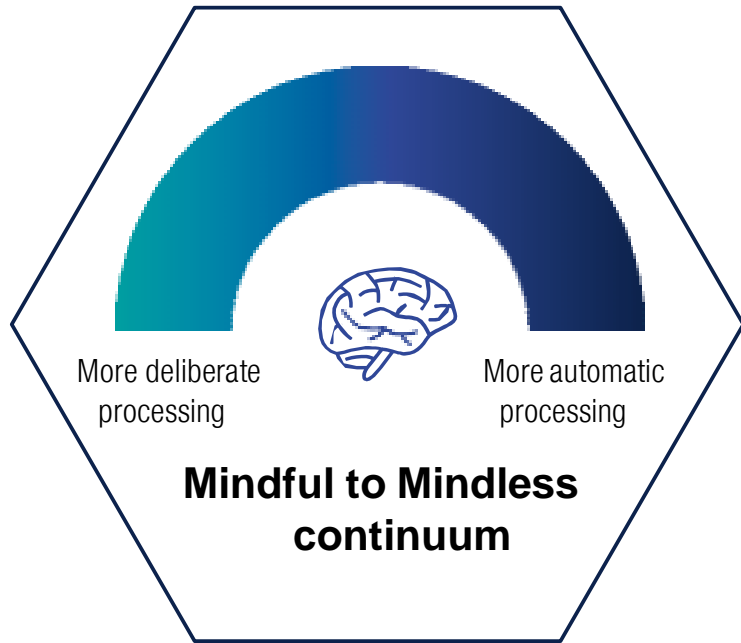 More deliberate
processing
More automatic
processing
Mindful to Mindless
continuum